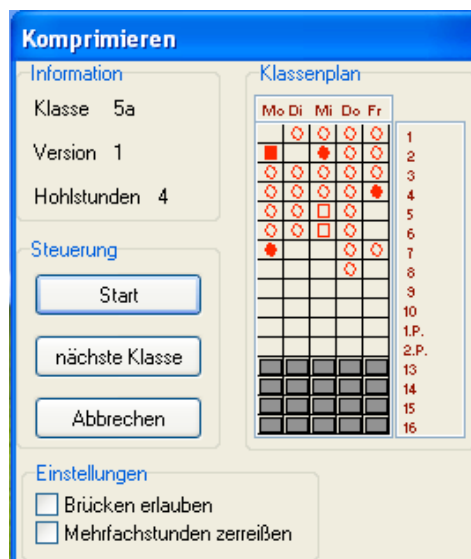 Komprimieren
Information
Klasse 5a
Version 1
Hohlstunden 4
Steuerung
Start
nächste Klasse
Abbrechen
Klassenplan
Mo Di Mi Do Fr
1
2
3
4
5
6
7
8
9
10
1.P.
2.P.
13
14
15
16
Einstellungen
Brücken erlauben
Mehrfachstunden zerreißen